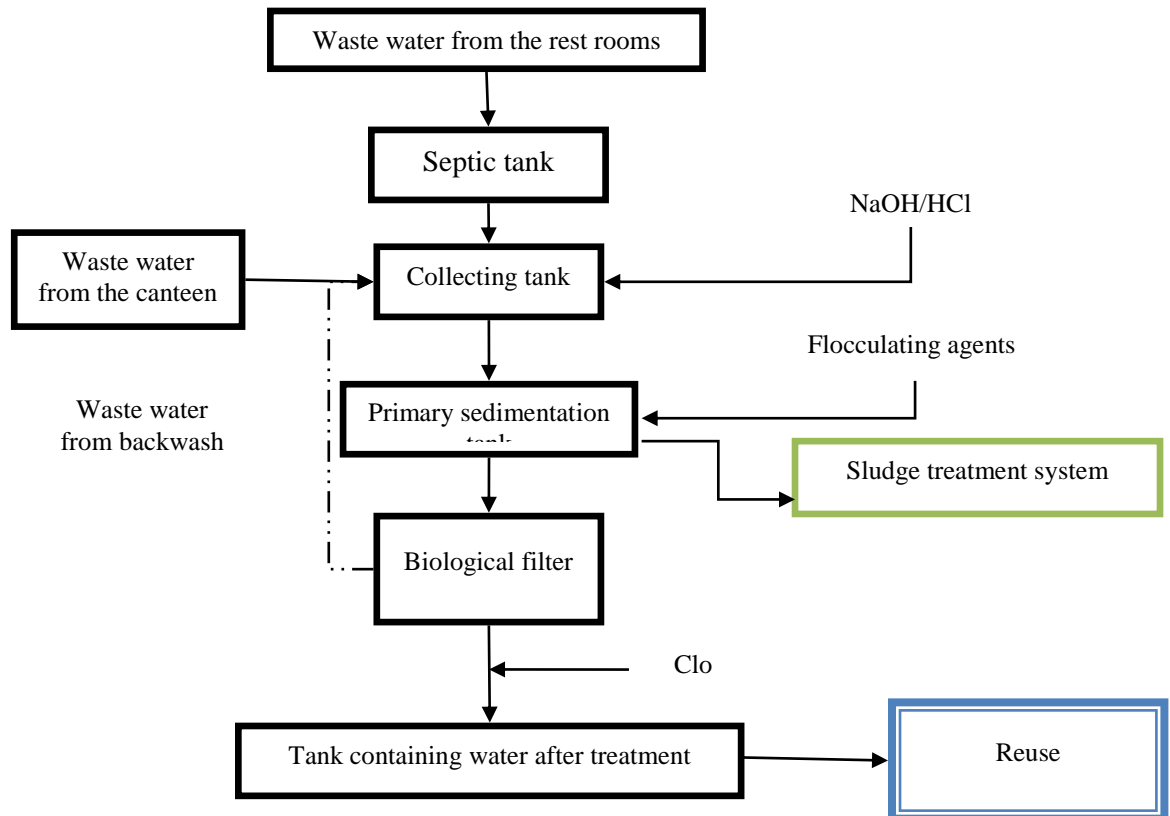 Waste water from the rest rooms
Septic tank
NaOH/HCl
Waste water
from the canteen
Collecting tank
Flocculating agents
Waste water
from backwash
Primary sedimentation
Sludge treatment system
Biological filter
Clo
Tank containing water after treatment
Reuse